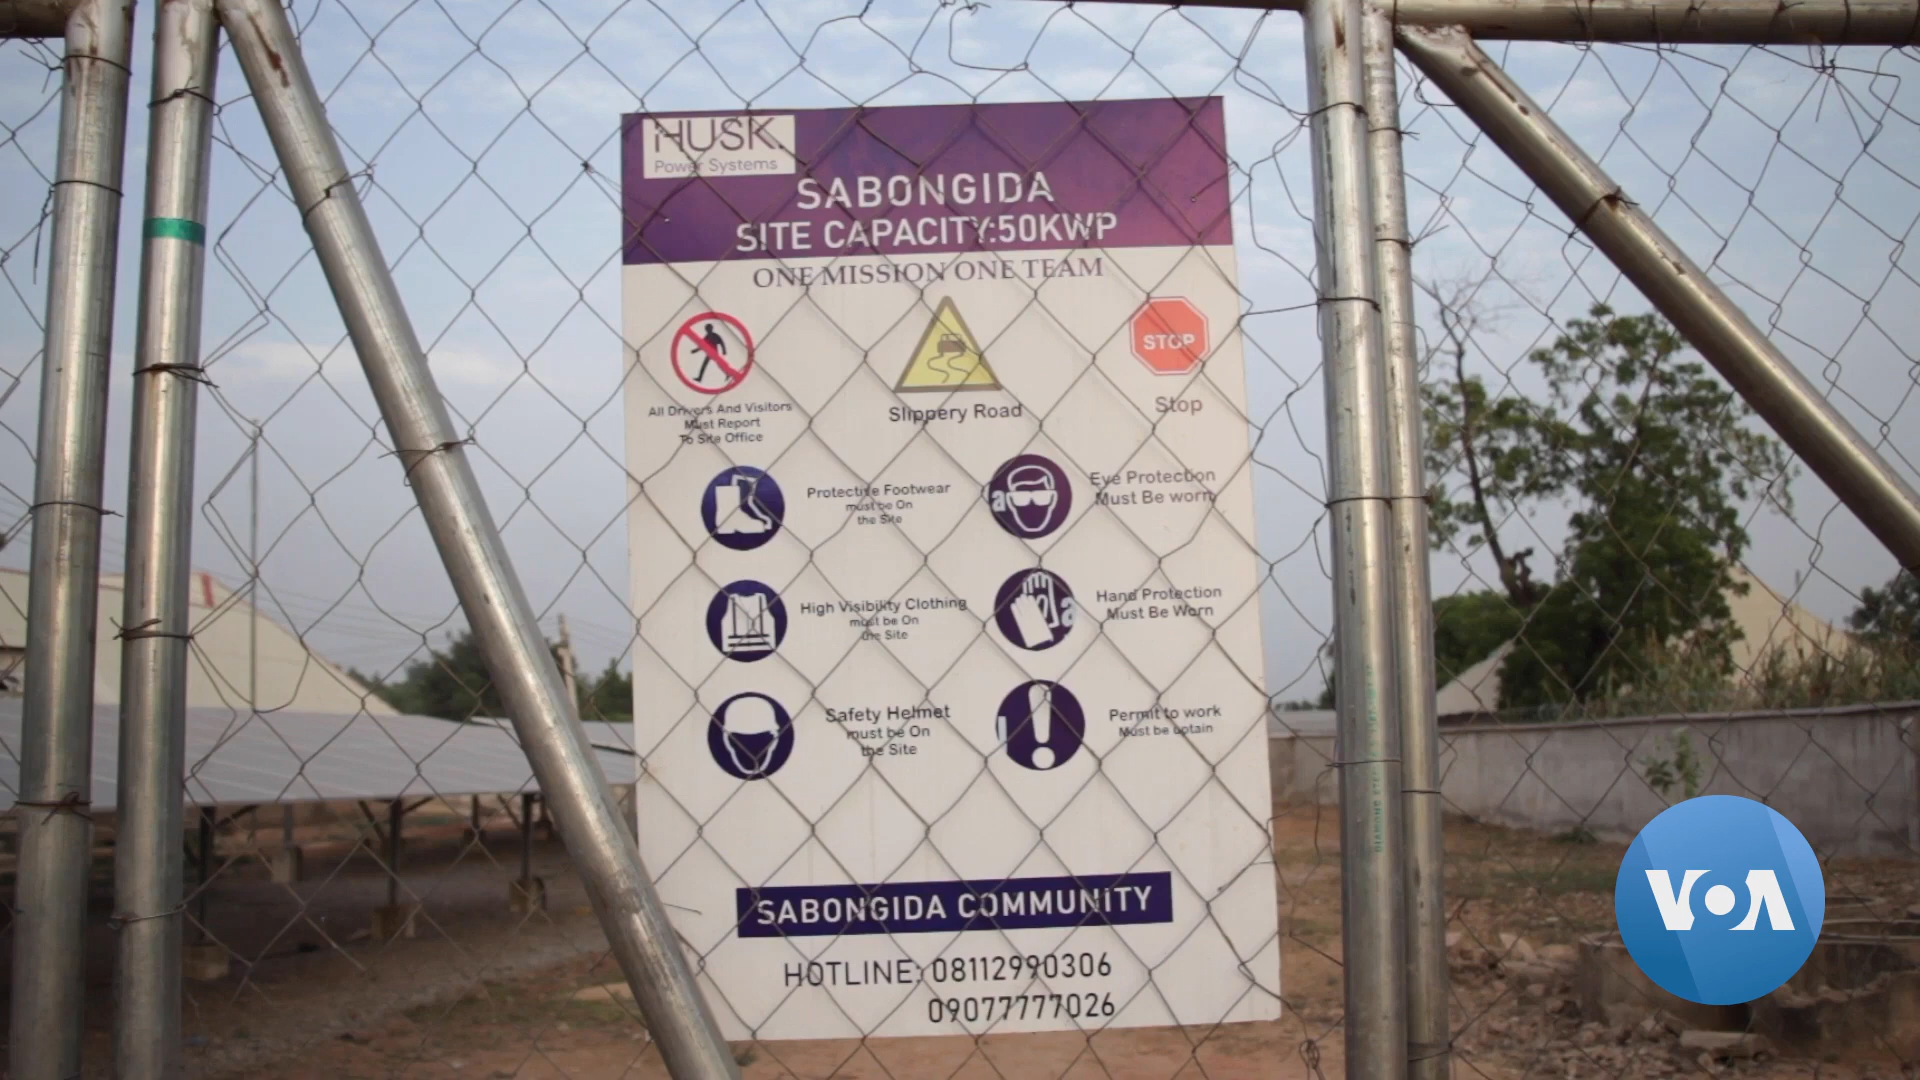 HUSK.
Power Systems
SABONGIDA
SITE CAPACITY:50KWP
ONE MISSION ONE TEAM
STOP
All Drivers And Visitors
Must Report
To Site Office
Slippery Road
Stop
Protective Footwear
must be On
the Site
a
Eye Protection
Must Be worn
High Visibility Clothing
must be On
the Site
a
Hand Protection
Must Be Worn
Safety Helmet
must be On
the Site
Permit to work
Must be
SABONGIDA COMMUNITY
HOTLINE: 08112990306
09077777026
VOA